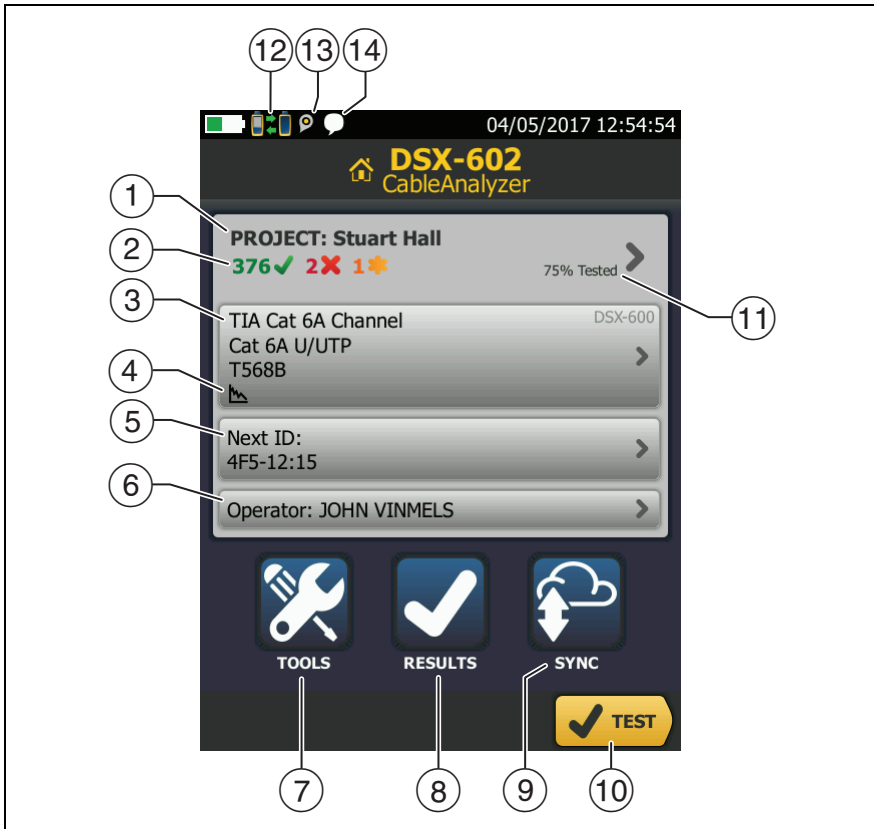 12 13 14
04/05/2017 12:54:54
DSX-602
CableAnalyzer
1
PROJECT: Stuart Hall
2
376 2 1
75% Tested
3
TIA Cat 6A Channel
DSX-600
11
Cat 6A U/UTP
T568B
4
5
Next ID:
4F5-12:15
6
Operator: JOHN VINMELS
TOOLS RESULTS SYNC
TEST
7 8 9 10